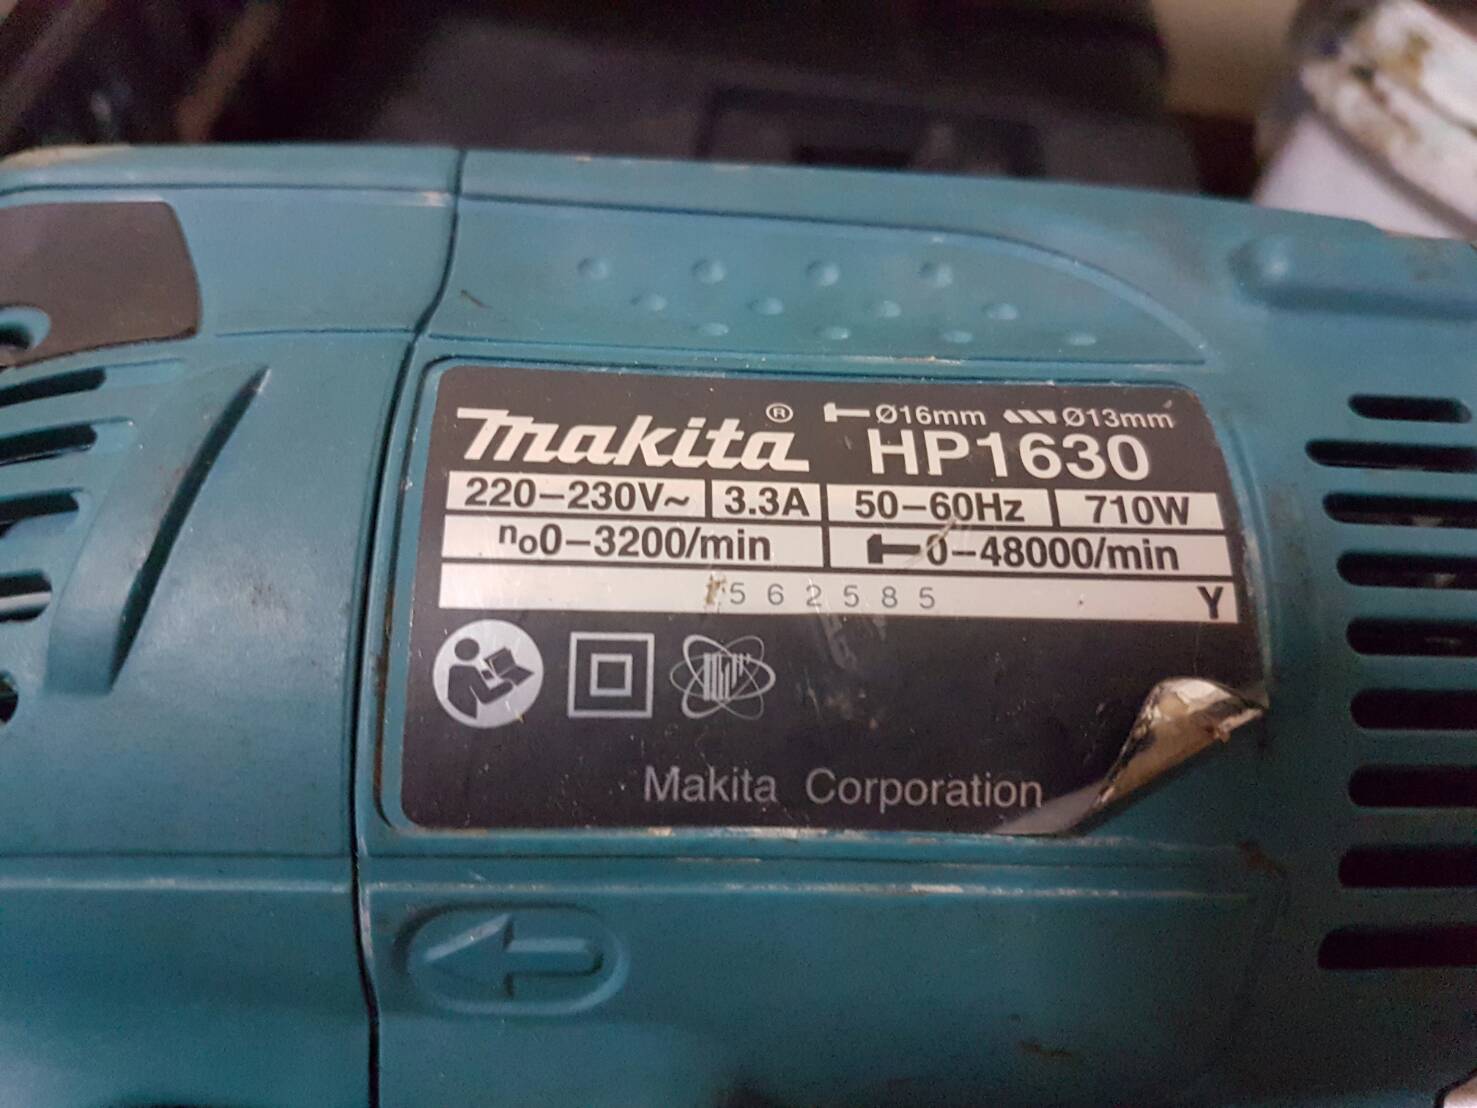 makita® Ø16mm Ø13mm
HP1630
220–230V~ 3.3A 50–60Hz 710W
n₀0–3200/min 0–48000/min
562585 Y
Makita Corporation